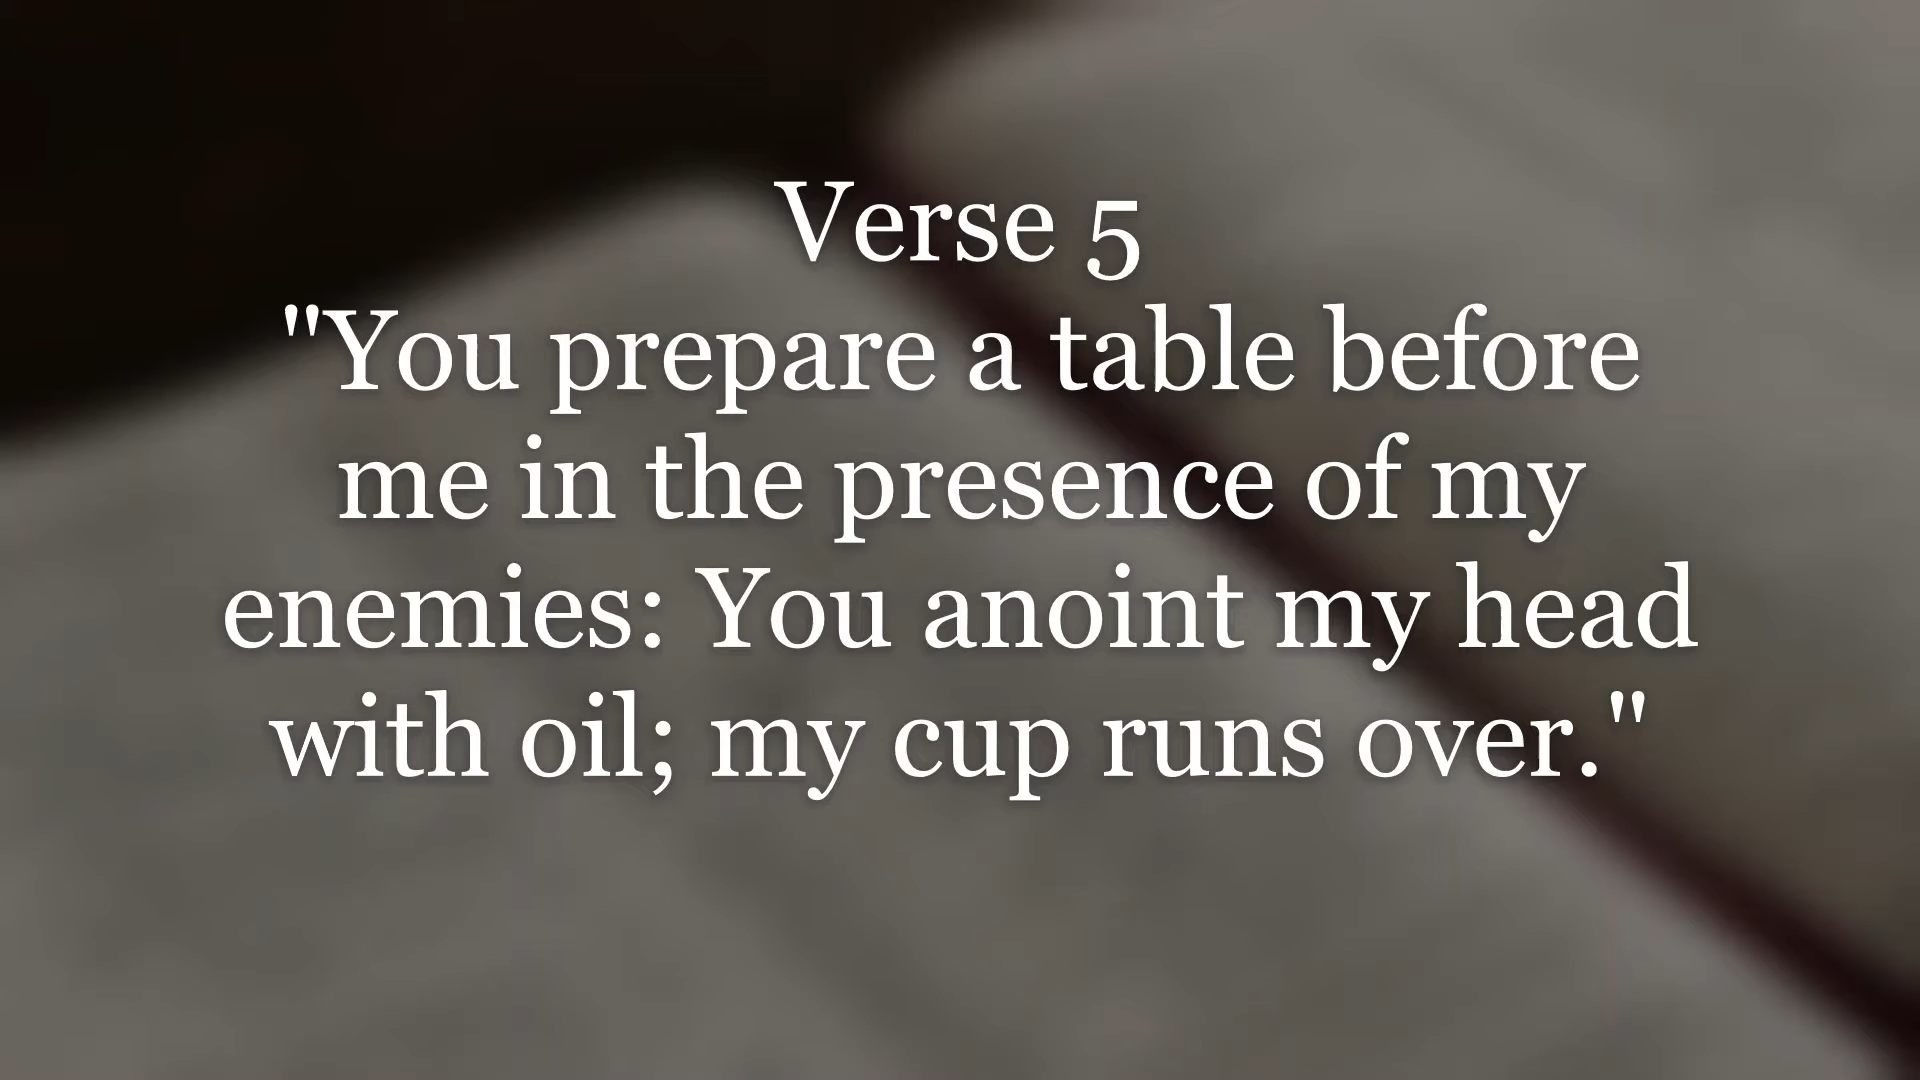 Verse 5
"You prepare a table before
me in the presence of my
enemies: You anoint my head
with oil; my cup runs over."